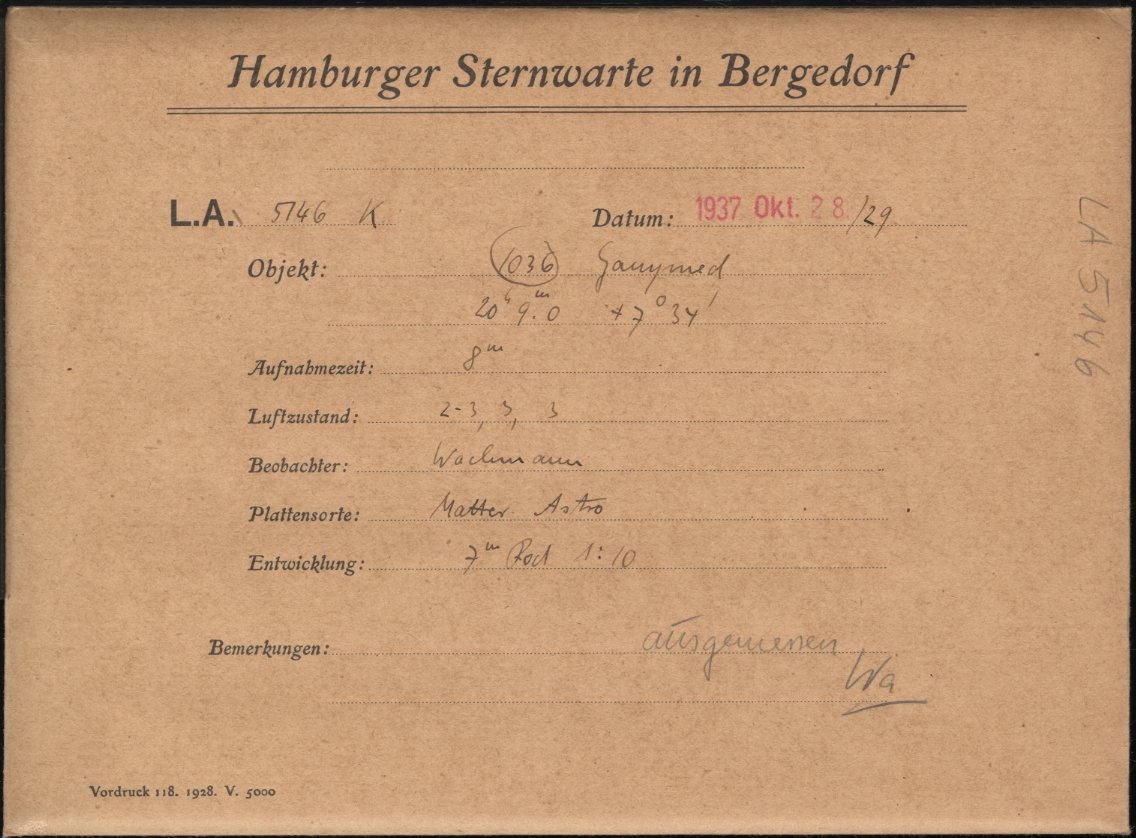 Hamburger Sternwarte in Bergedorf
L.A. 5146 K Datum: 1937 Okt. 28./29
Objekt: (1036) Ganymed
20ʰ 9ᵐ.0 +7° 34'
Aufnahmezeit: 8ᵐ
Luftzustand: 2-3, 3, 3
Beobachter: Wachmann
Plattensorte: Matter Astro
Entwicklung: 7ᵐ Rod 1:10
Bemerkungen: ausgemessen
Wa
Vordruck 118. 1928. V. 5000
LA 5146